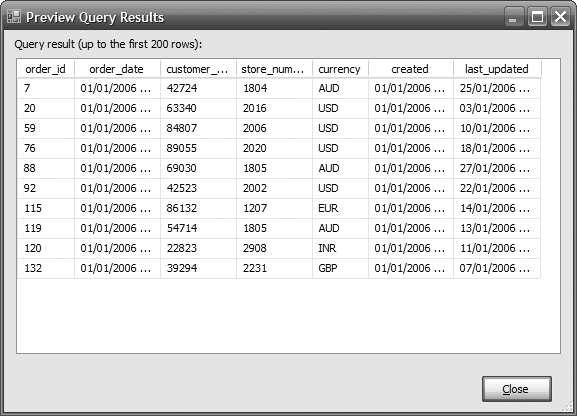 Preview Query Results
Query result (up to the first 200 rows):
order_id order_date customer_... store_num... currency created last_updated
7 01/01/2006 ... 42724 1804 AUD 01/01/2006 ... 25/01/2006 ...
20 01/01/2006 ... 63340 2016 USD 01/01/2006 ... 03/01/2006 ...
59 01/01/2006 ... 84807 2006 USD 01/01/2006 ... 10/01/2006 ...
76 01/01/2006 ... 89055 2020 USD 01/01/2006 ... 18/01/2006 ...
88 01/01/2006 ... 69030 1805 AUD 01/01/2006 ... 27/01/2006 ...
92 01/01/2006 ... 42523 2002 USD 01/01/2006 ... 22/01/2006 ...
115 01/01/2006 ... 86132 1207 EUR 01/01/2006 ... 14/01/2006 ...
119 01/01/2006 ... 54714 1805 AUD 01/01/2006 ... 13/01/2006 ...
120 01/01/2006 ... 22823 2908 INR 01/01/2006 ... 11/01/2006 ...
132 01/01/2006 ... 39294 2231 GBP 01/01/2006 ... 07/01/2006 ...
Close